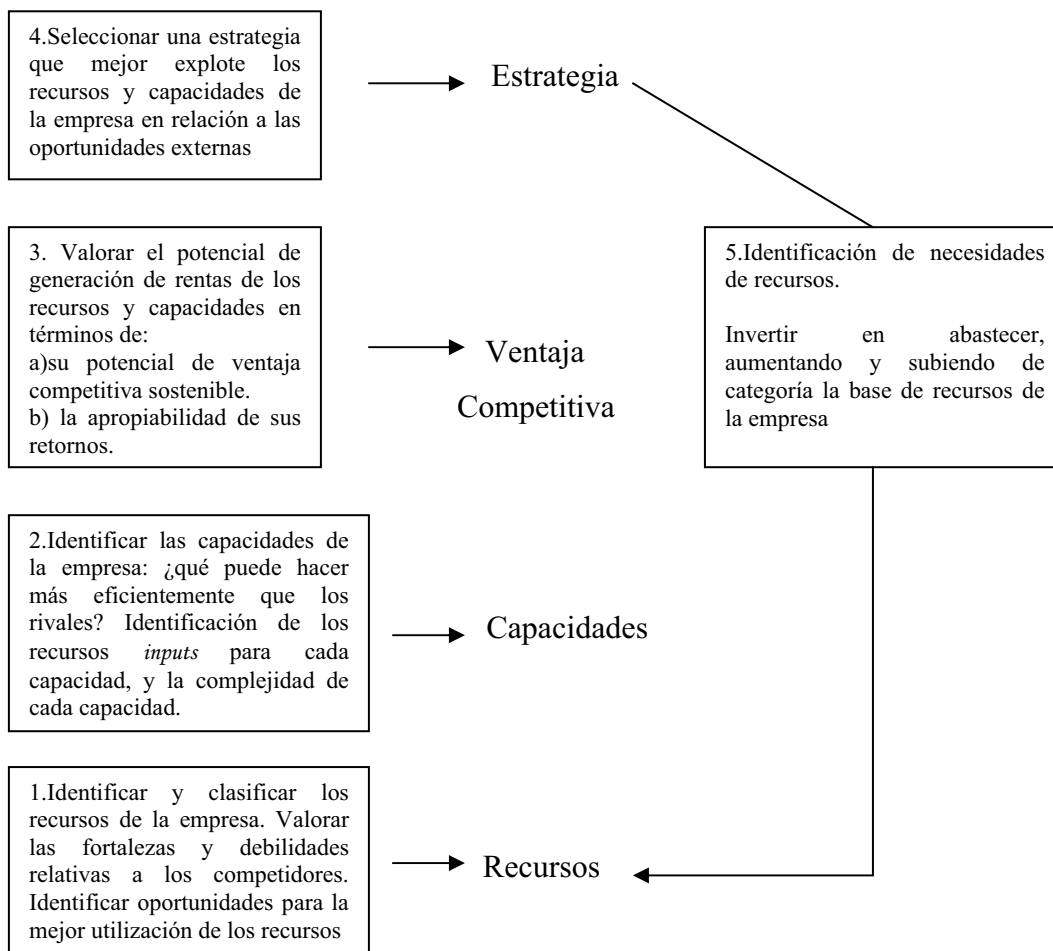 4.Seleccionar una estrategia
que mejor explote los
recursos y capacidades de
la empresa en relación a las
oportunidades externas
Estrategia
3. Valorar el potencial de
generación de rentas de los
recursos y capacidades en
términos de:
a)su potencial de ventaja
competitiva sostenible.
b) la apropiabilidad de sus
retornos.
Ventaja
Competitiva
5.Identificación de necesidades
de recursos.
Invertir en abastecer,
aumentando y subiendo de
categoría la base de recursos de
la empresa
2.Identificar las capacidades de
la empresa: ¿qué puede hacer
más eficientemente que los
rivales? Identificación de los
recursos inputs para cada
capacidad, y la complejidad de
cada capacidad.
Capacidades
1.Identificar y clasificar los
recursos de la empresa. Valorar
las fortalezas y debilidades
relativas a los competidores.
Identificar oportunidades para la
mejor utilización de los recursos
Recursos